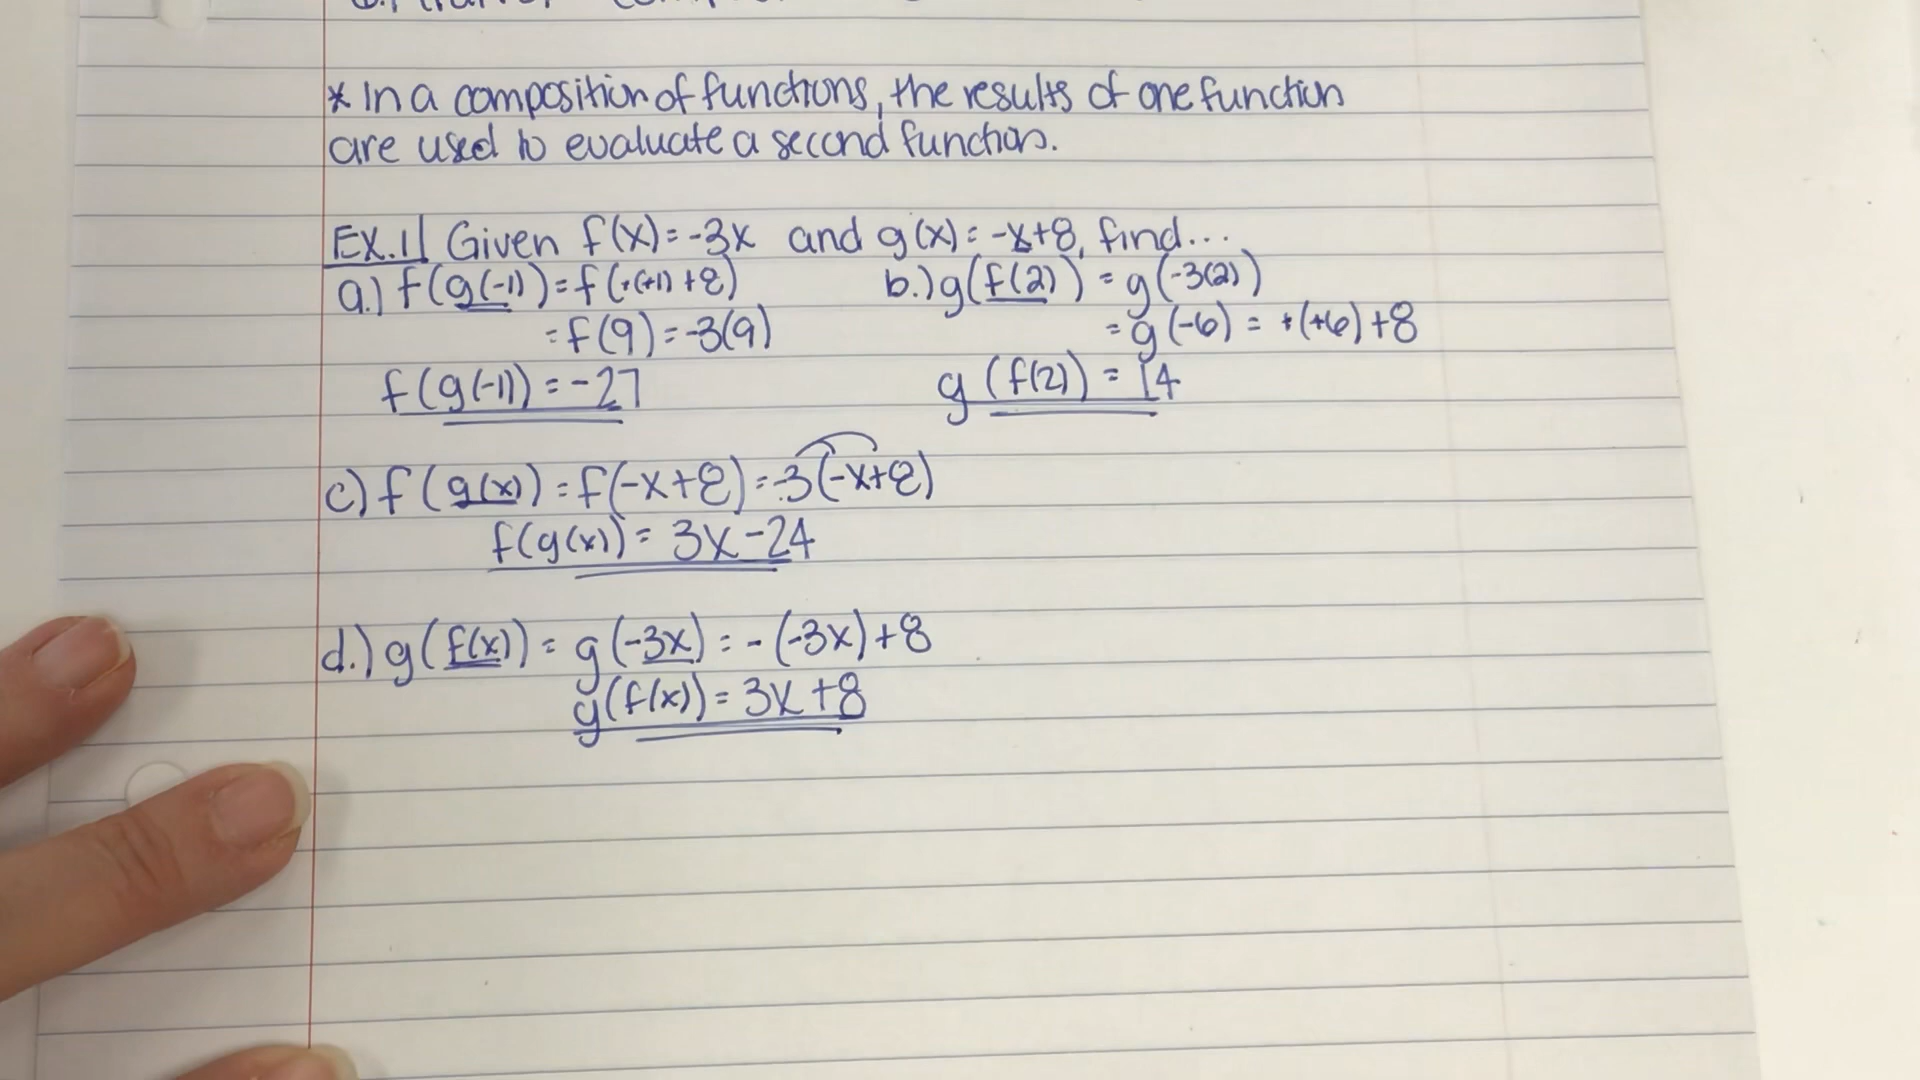 * In a composition of functions, the results of one function
are used to evaluate a second function.
EX.1| Given f(x) = -3x and g(x) = -x+8, find...
a.) f(g(-1)) = f(+(+1) +8) b.) g(f(2)) = g(-3(2))
= f(9) = -3(9) = g(-6) = +(+6)+8
f(g(-1)) = -27 g(f(2)) = 14
c) f(g(x)) = f(-x+8) = -3(-x+8)
f(g(x)) = 3x-24
d.) g(f(x)) = g(-3x) = -(-3x)+8
g(f(x)) = 3x+8